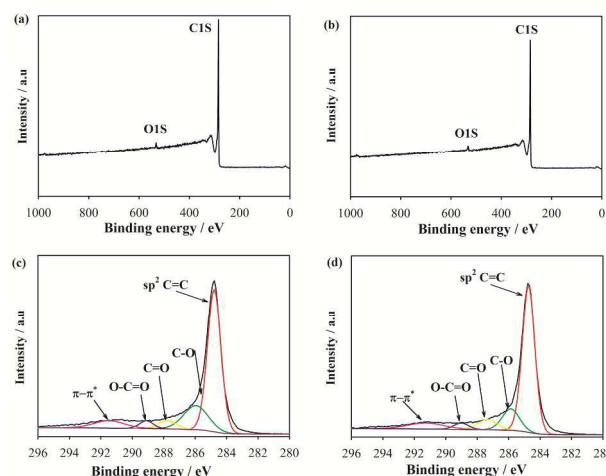 (a)
C1S
O1S
Intensity / a.u
1000 800 600 400 200 0
Binding energy / eV
(b)
C1S
O1S
Intensity / a.u
1000 800 600 400 200 0
Binding energy / eV
(c)
sp² C=C
C-O
C=O
O-C=O
π–π*
Intensity / a.u
296 294 292 290 288 286 284 282 280
Binding energy / eV
(d)
sp² C=C
C-O
C=O
O-C=O
π–π*
Intensity / a.u
296 294 292 290 288 286 284 282 280
Binding energy / eV